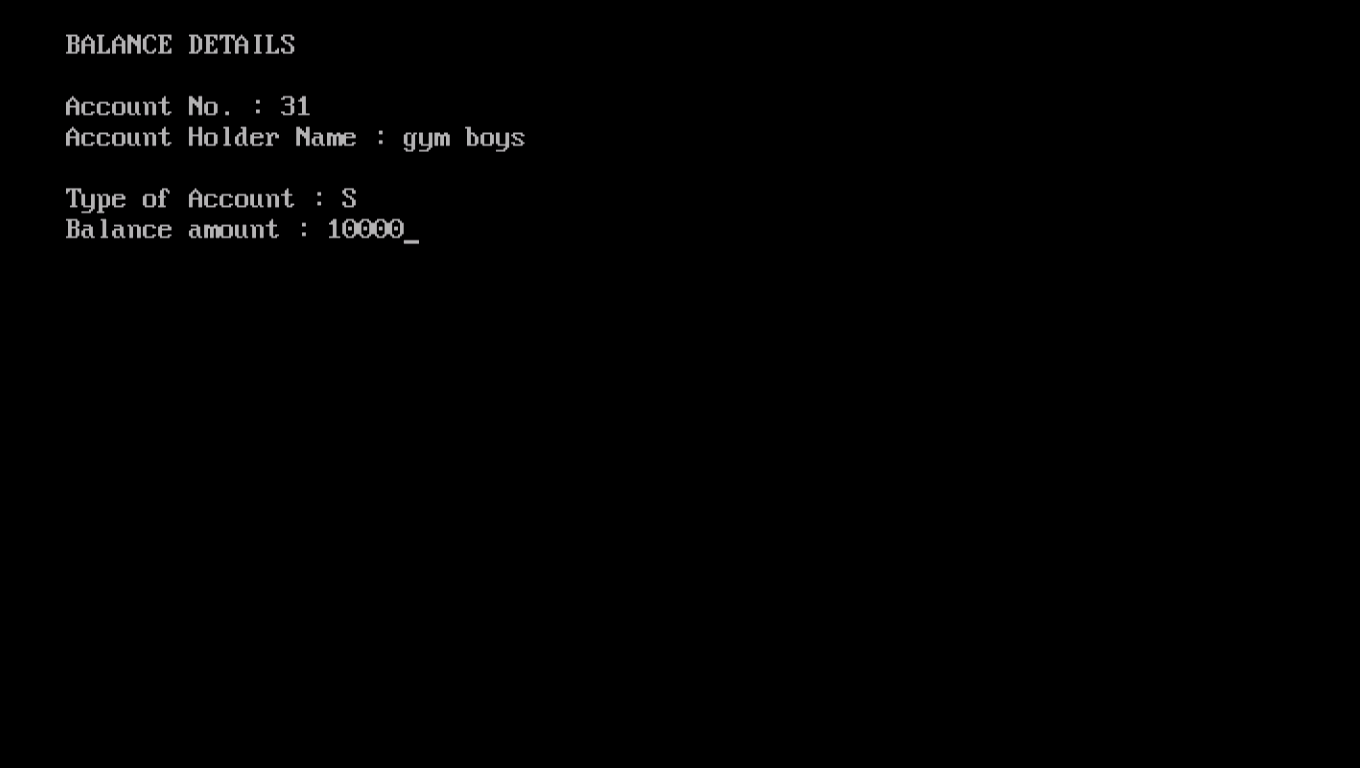 BALANCE DETAILS
Account No. : 31
Account Holder Name : gym boys
Type of Account : S
Balance amount : 10000_